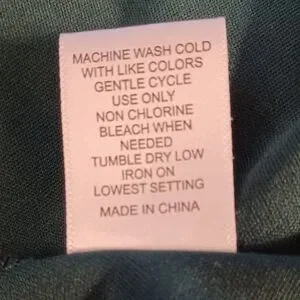 MACHINE WASH COLD
WITH LIKE COLORS
GENTLE CYCLE
USE ONLY
NON CHLORINE
BLEACH WHEN
NEEDED
TUMBLE DRY LOW
IRON ON
LOWEST SETTING
MADE IN CHINA